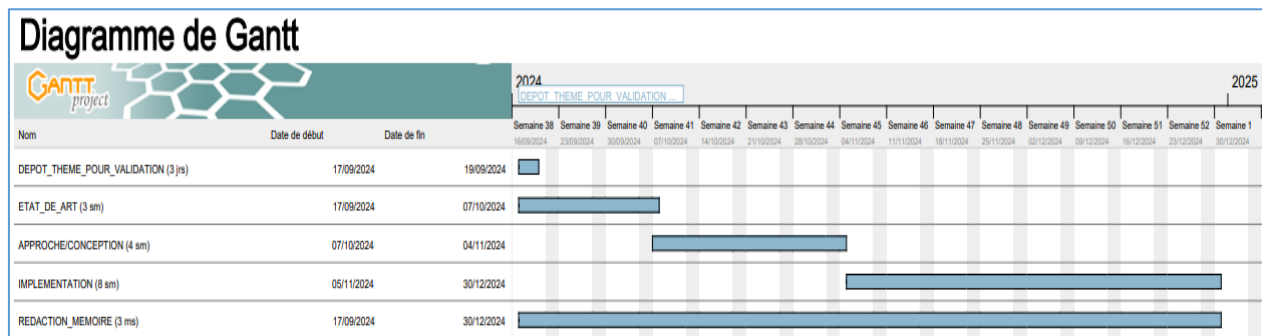 Diagramme de Gantt
GANTT project
2024 2025
DEPOT_THEME_POUR_VALIDATION ...
Nom Date de début Date de fin
Semaine 38 Semaine 39 Semaine 40 Semaine 41 Semaine 42 Semaine 43 Semaine 44 Semaine 45 Semaine 46 Semaine 47 Semaine 48 Semaine 49 Semaine 50 Semaine 51 Semaine 52 Semaine 1
16/09/2024 23/09/2024 30/09/2024 07/10/2024 14/10/2024 21/10/2024 28/10/2024 04/11/2024 11/11/2024 18/11/2024 25/11/2024 02/12/2024 09/12/2024 16/12/2024 23/12/2024 30/12/2024
DEPOT_THEME_POUR_VALIDATION (3 jrs) 17/09/2024 19/09/2024
ETAT_DE_ART (3 sm) 17/09/2024 07/10/2024
APPROCHE/CONCEPTION (4 sm) 07/10/2024 04/11/2024
IMPLEMENTATION (8 sm) 05/11/2024 30/12/2024
REDACTION_MEMOIRE (3 ms) 17/09/2024 30/12/2024